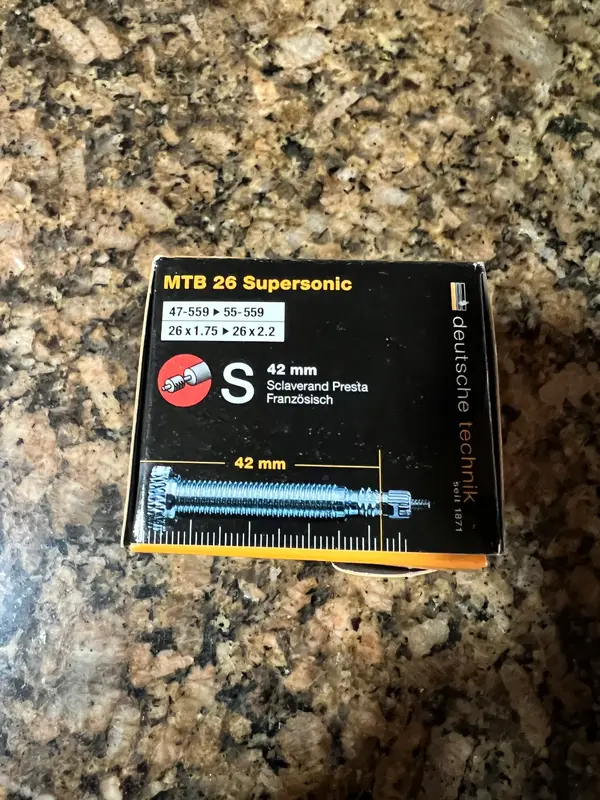 MTB 26 Supersonic
47-559 ▸ 55-559
26 x 1.75 ▸ 26 x 2.2
S
42 mm
Sclaverand Presta
Französisch
42 mm
deutsche technik
seit 1871